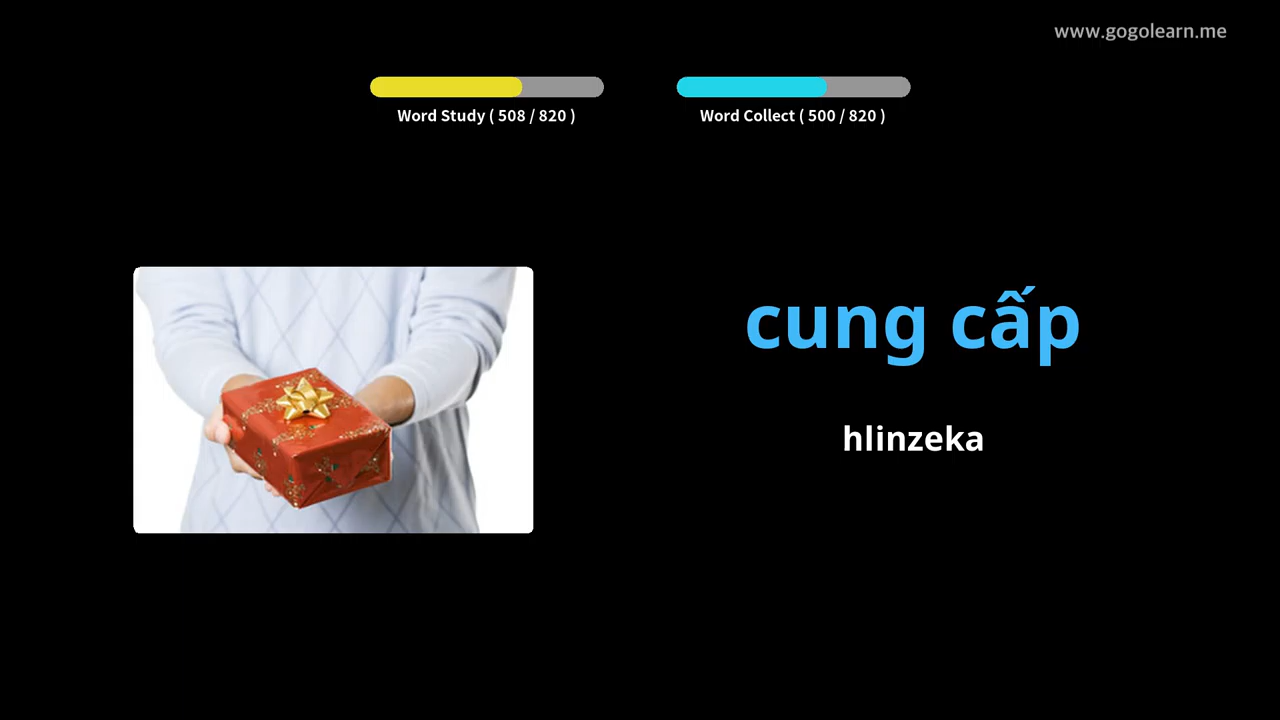 www.gogolearn.me
Word Study ( 508 / 820 )
Word Collect ( 500 / 820 )
cung cấp
hlinzeka